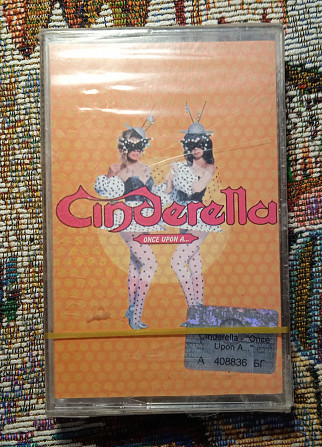 Cinderella
ONCE UPON A...
Cinderella - "Once
Upon A..."
А 408836 БГ